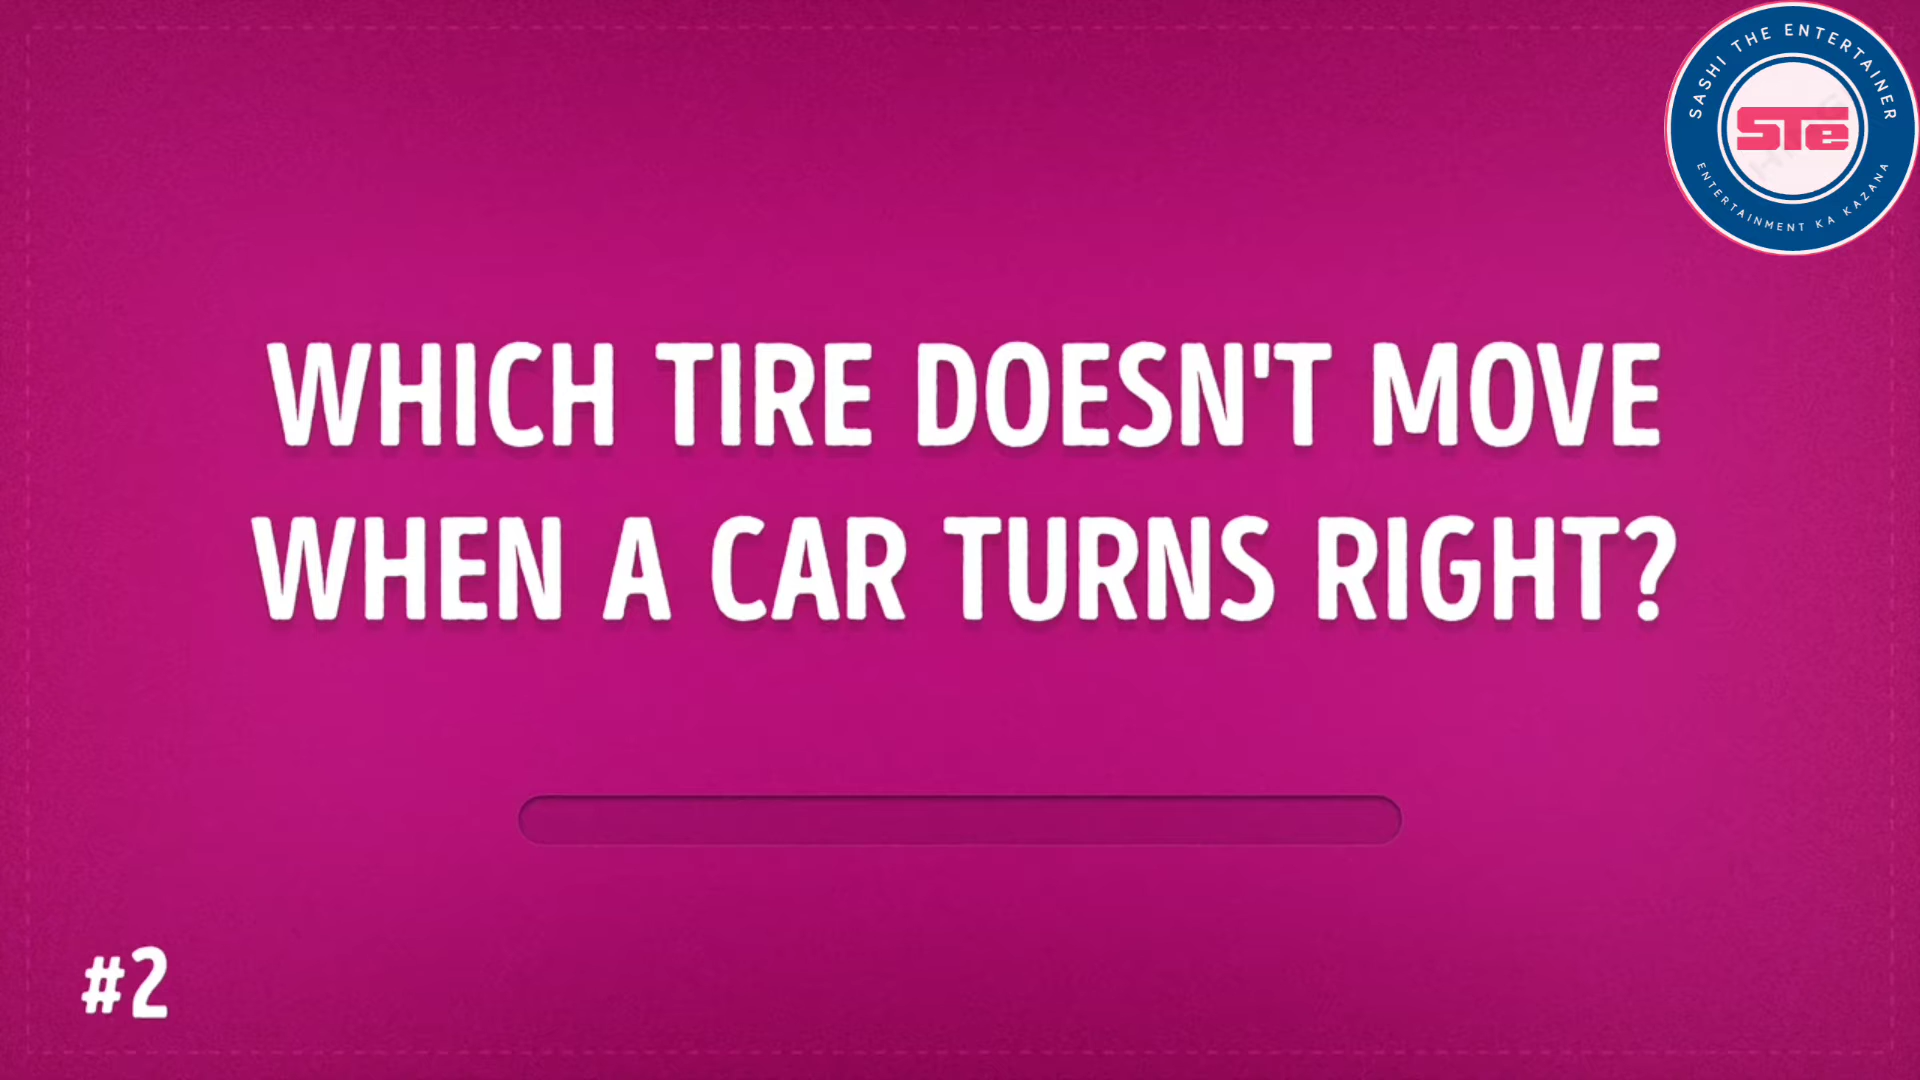 SASHI THE ENTERTAINER
STe
ENTERTAINMENT KA KAZANA
WHICH TIRE DOESN'T MOVE
WHEN A CAR TURNS RIGHT?
#2